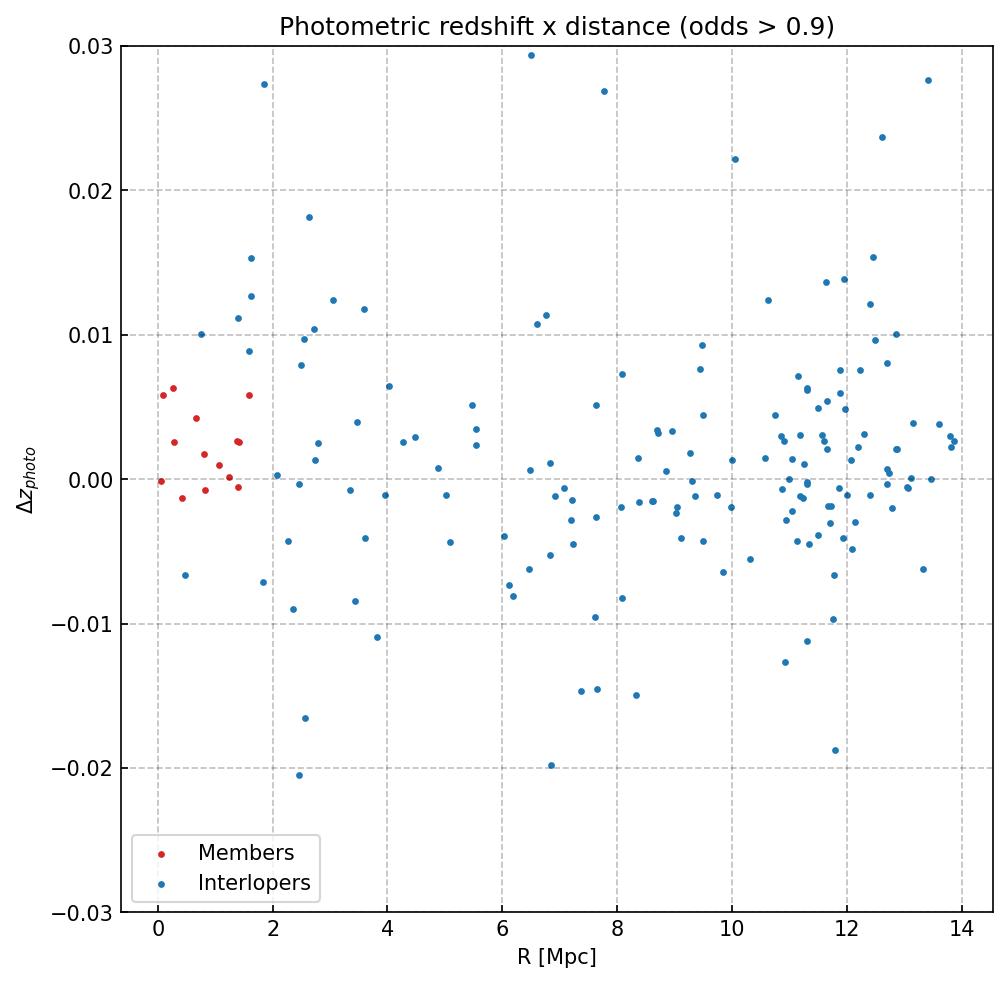 Photometric redshift x distance (odds > 0.9)
0.03
0.02
0.01
0.00
−0.01
−0.02
−0.03
Δz_photo
Members
Interlopers
0 2 4 6 8 10 12 14
R [Mpc]